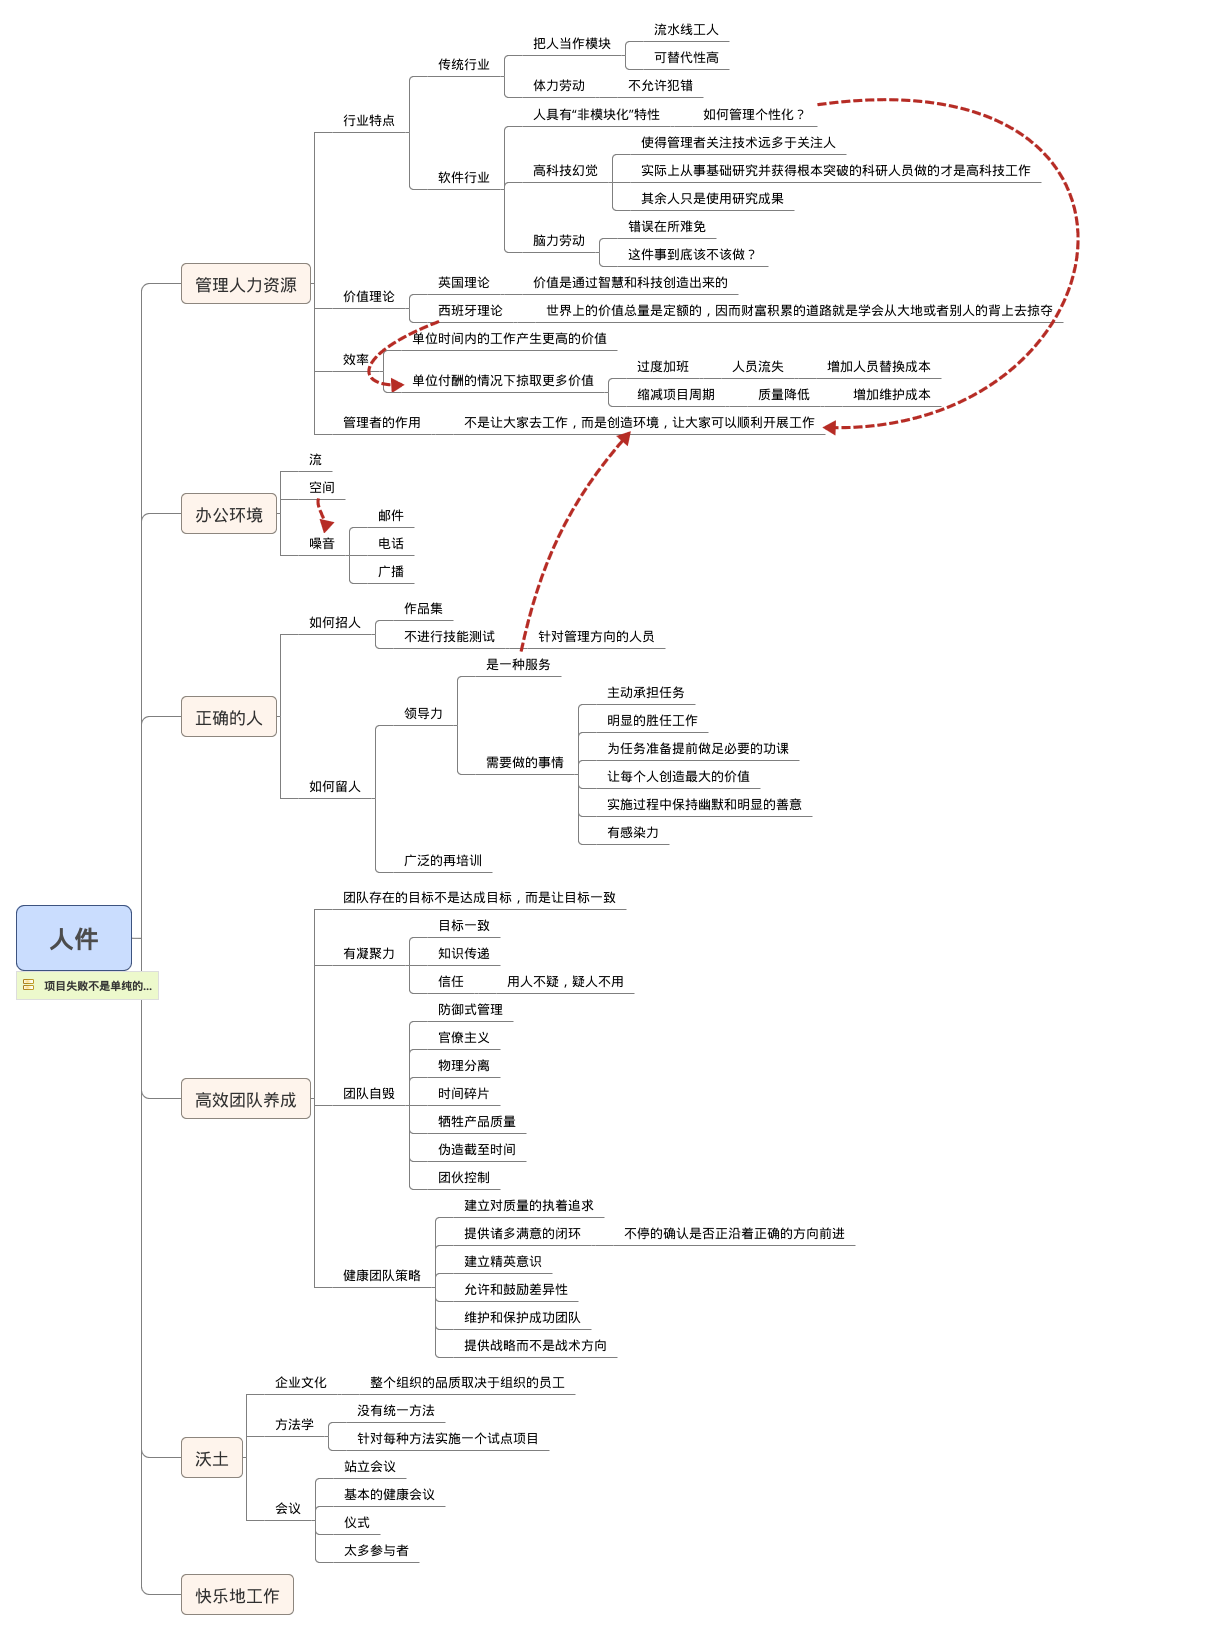 人件
项目失败不是单纯的...
管理人力资源
行业特点
传统行业
把人当作模块
流水线工人
可替代性高
体力劳动
不允许犯错
软件行业
人具有“非模块化”特性
如何管理个性化？
高科技幻觉
使得管理者关注技术远多于关注人
实际上从事基础研究并获得根本突破的科研人员做的才是高科技工作
其余人只是使用研究成果
脑力劳动
错误在所难免
这件事到底该不该做？
价值理论
英国理论
价值是通过智慧和科技创造出来的
西班牙理论
世界上的价值总量是定额的，因而财富积累的道路就是学会从大地或者别人的背上去掠夺
效率
单位时间内的工作产生更高的价值
单位付酬的情况下掠取更多价值
过度加班
人员流失
增加人员替换成本
缩减项目周期
质量降低
增加维护成本
管理者的作用
不是让大家去工作，而是创造环境，让大家可以顺利开展工作
办公环境
流
空间
噪音
邮件
电话
广播
正确的人
如何招人
作品集
不进行技能测试
针对管理方向的人员
如何留人
领导力
是一种服务
需要做的事情
主动承担任务
明显的胜任工作
为任务准备提前做足必要的功课
让每个人创造最大的价值
实施过程中保持幽默和明显的善意
有感染力
广泛的再培训
高效团队养成
团队存在的目标不是达成目标，而是让目标一致
有凝聚力
目标一致
知识传递
信任
用人不疑，疑人不用
团队自毁
防御式管理
官僚主义
物理分离
时间碎片
牺牲产品质量
伪造截至时间
团伙控制
健康团队策略
建立对质量的执着追求
提供诸多满意的闭环
不停的确认是否正沿着正确的方向前进
建立精英意识
允许和鼓励差异性
维护和保护成功团队
提供战略而不是战术方向
沃土
企业文化
整个组织的品质取决于组织的员工
方法学
没有统一方法
针对每种方法实施一个试点项目
会议
站立会议
基本的健康会议
仪式
太多参与者
快乐地工作